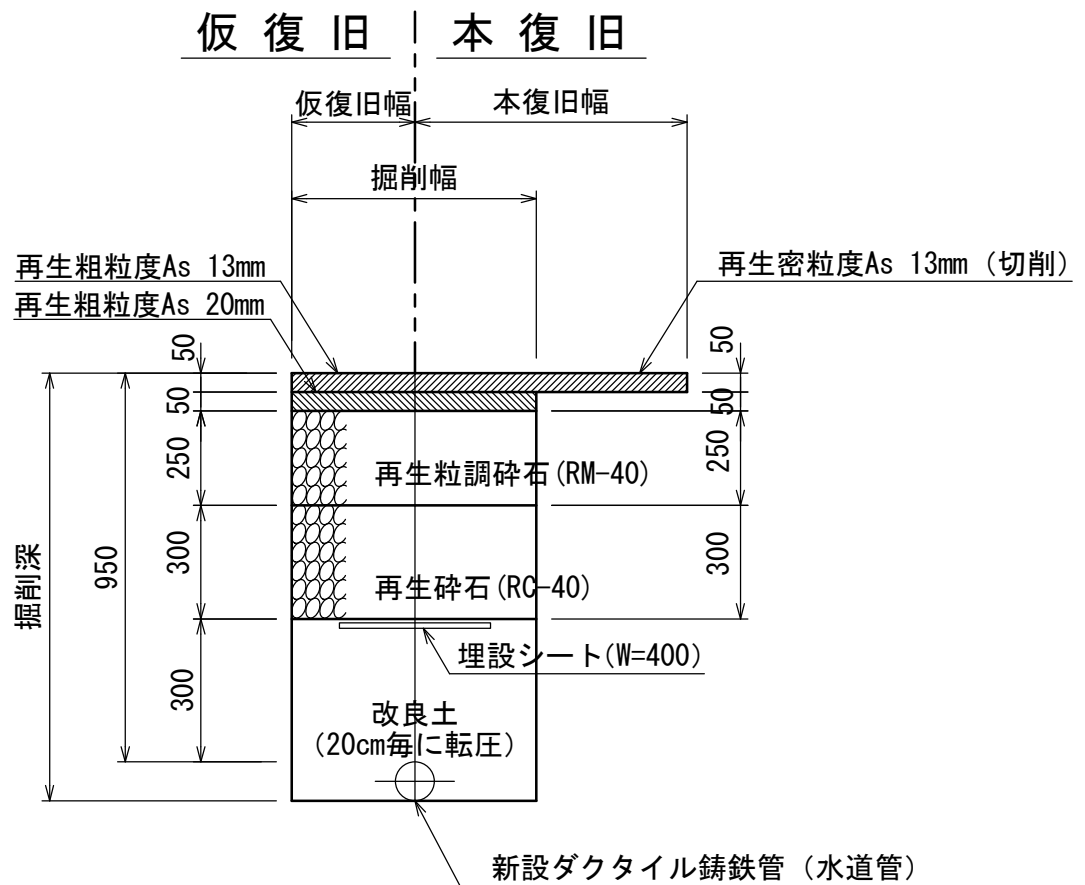 仮復旧 本復旧
仮復旧幅 本復旧幅
掘削幅
再生粗粒度As 13mm
再生密粒度As 13mm (切削)
再生粗粒度As 20mm
50
50
50
50
250
再生粒調砕石(RM-40)
250
掘削深
950
300
再生砕石(RC-40)
300
埋設シート(W=400)
300
改良土
(20cm毎に転圧)
新設ダクタイル鋳鉄管 (水道管)